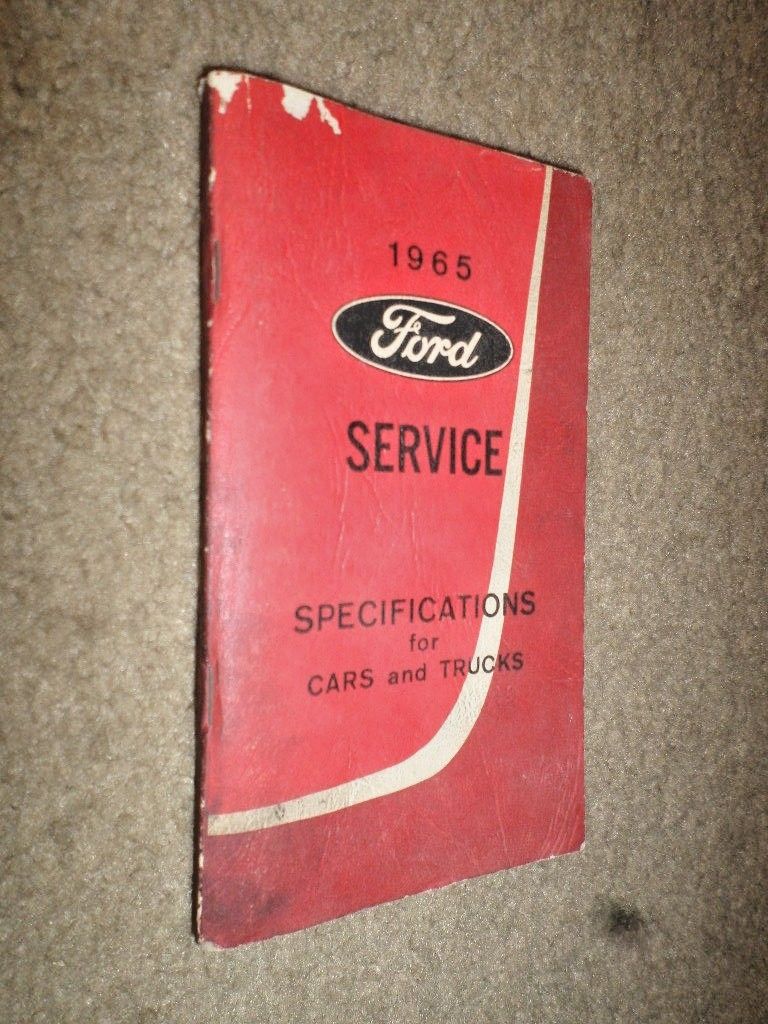 1965
Ford
SERVICE
SPECIFICATIONS
for
CARS and TRUCKS